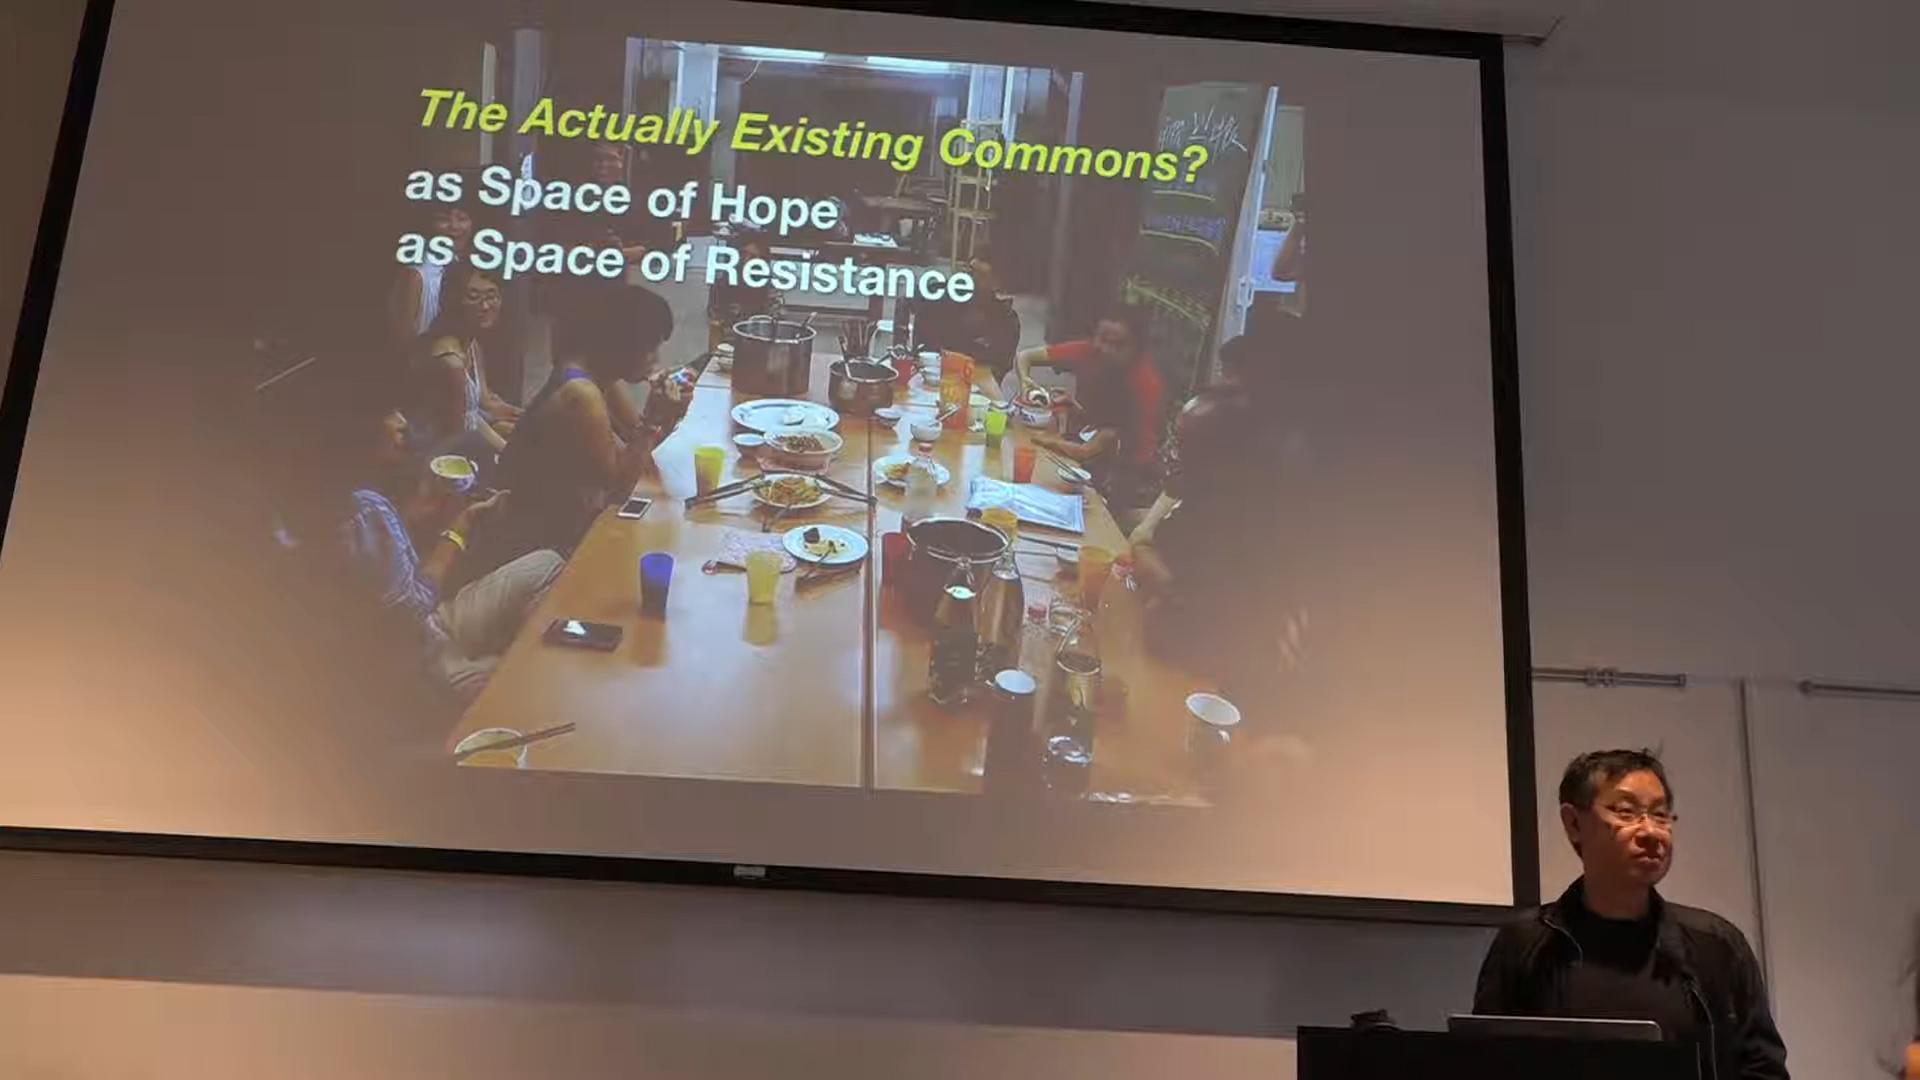 The Actually Existing Commons?
as Space of Hope
as Space of Resistance